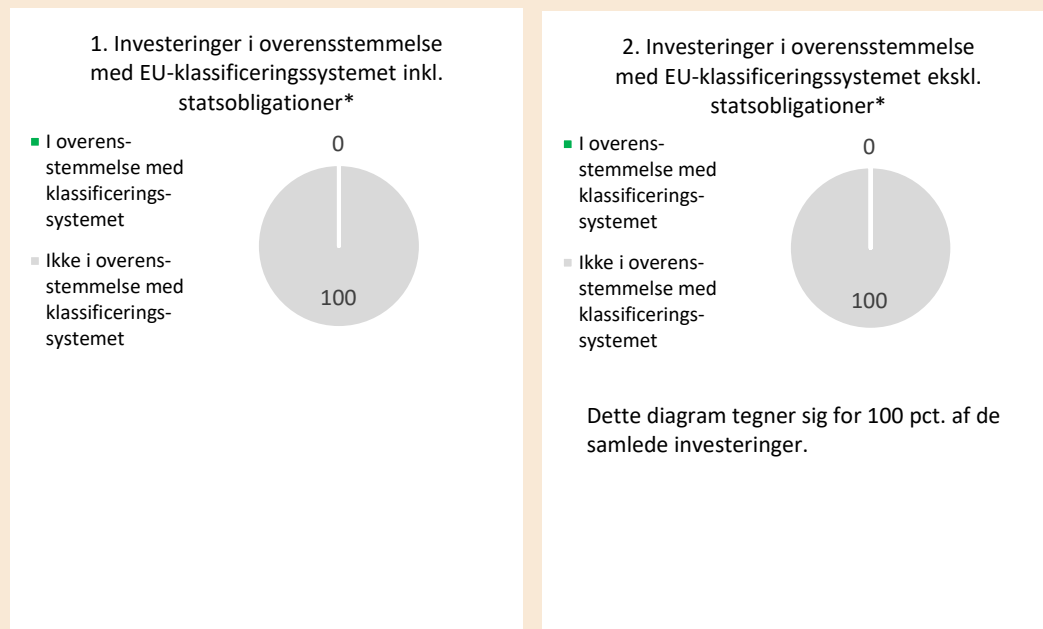 1. Investeringer i overensstemmelse
med EU-klassificeringssystemet inkl.
statsobligationer*
I overens-
stemmelse med
klassificerings-
systemet
Ikke i overens-
stemmelse med
klassificerings-
systemet
0
100
2. Investeringer i overensstemmelse
med EU-klassificeringssystemet ekskl.
statsobligationer*
I overens-
stemmelse med
klassificerings-
systemet
Ikke i overens-
stemmelse med
klassificerings-
systemet
0
100
Dette diagram tegner sig for 100 pct. af de
samlede investeringer.